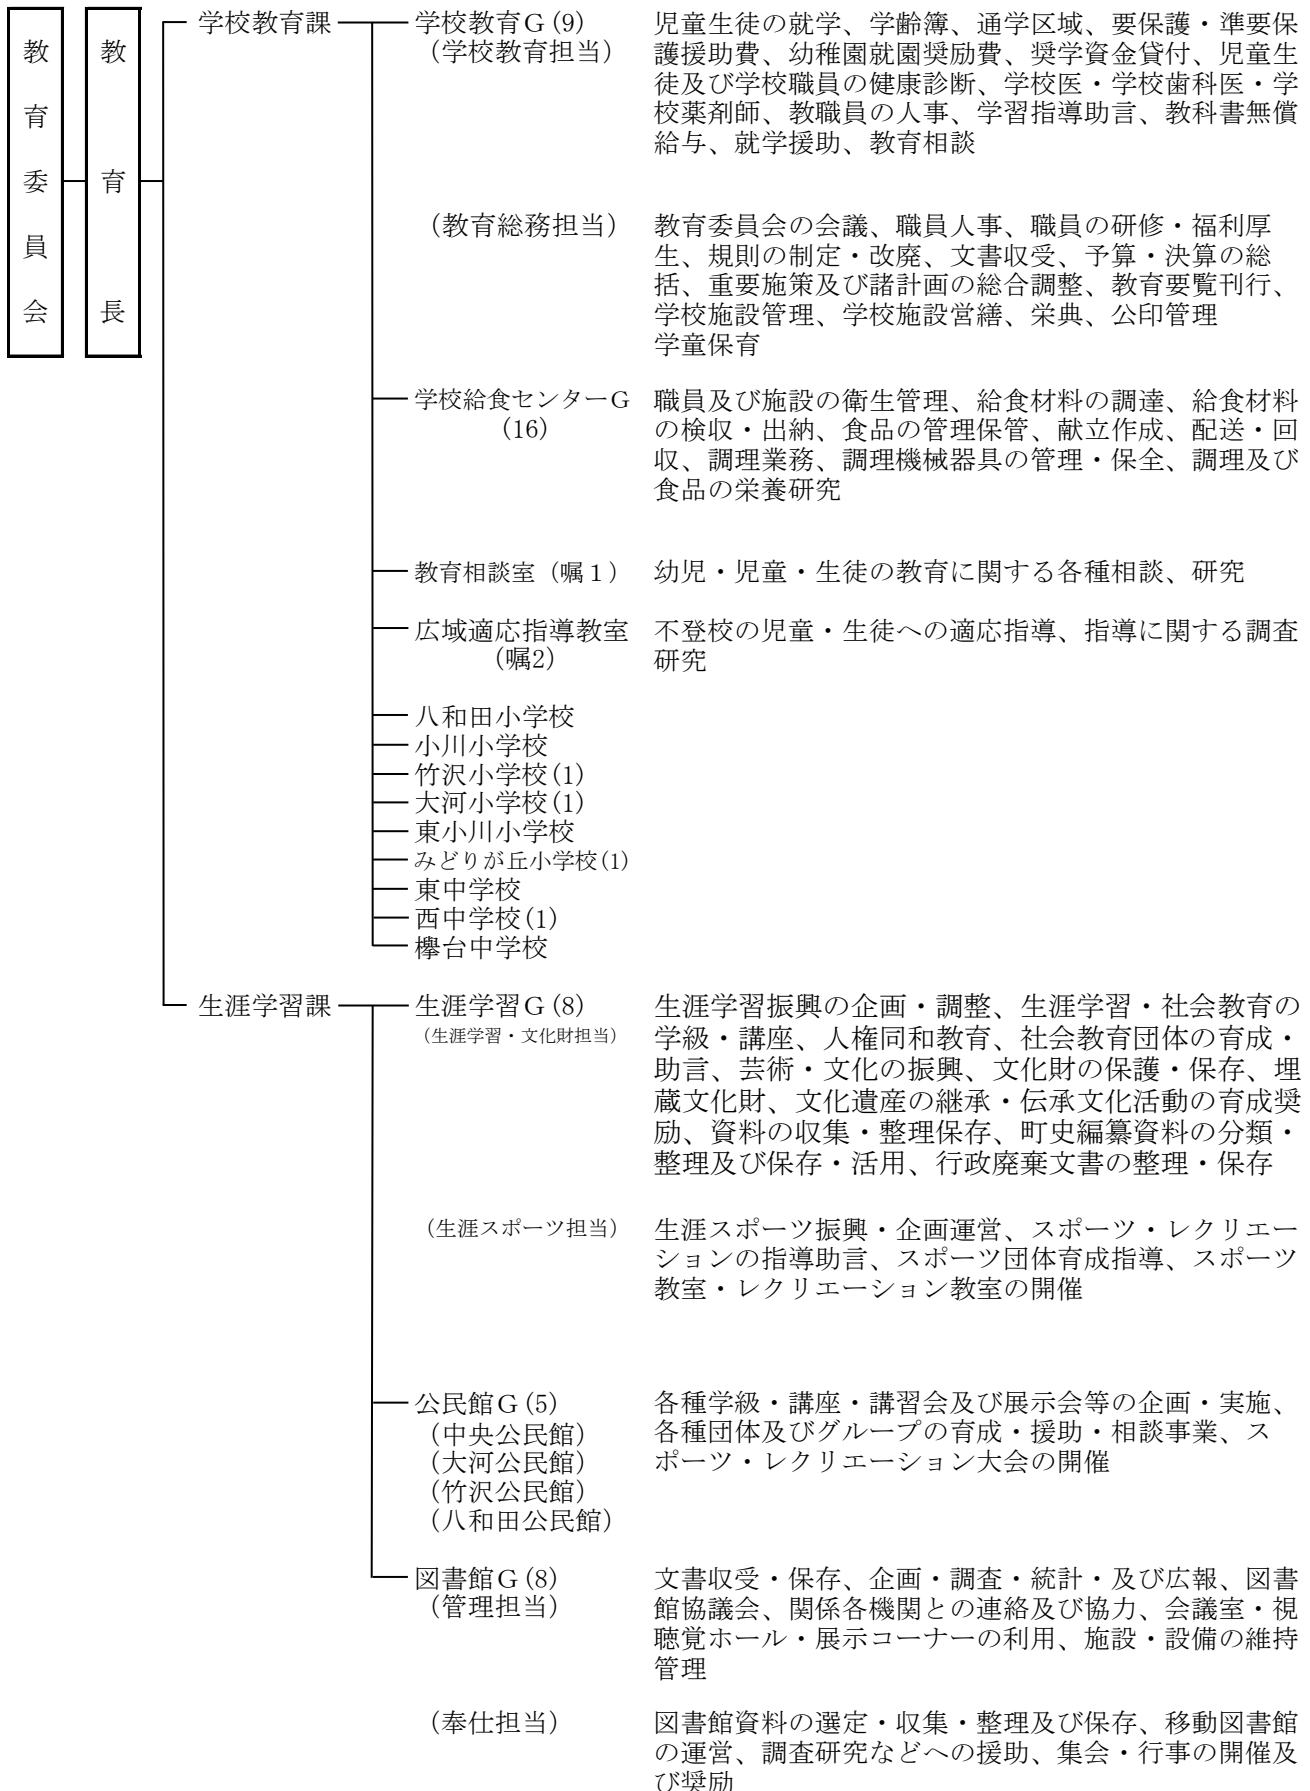 教育委員会
教育長
学校教育課
学校教育G(9)
(学校教育担当)
児童生徒の就学、学齢簿、通学区域、要保護・準要保
護援助費、幼稚園就園奨励費、奨学資金貸付、児童生
徒及び学校職員の健康診断、学校医・学校歯科医・学
校薬剤師、教職員の人事、学習指導助言、教科書無償
給与、就学援助、教育相談
(教育総務担当)
教育委員会の会議、職員人事、職員の研修・福利厚
生、規則の制定・改廃、文書収受、予算・決算の総
括、重要施策及び諸計画の総合調整、教育要覧刊行、
学校施設管理、学校施設営繕、栄典、公印管理
学童保育
学校給食センターG
(16)
職員及び施設の衛生管理、給食材料の調達、給食材料
の検収・出納、食品の管理保管、献立作成、配送・回
収、調理業務、調理機械器具の管理・保全、調理及び
食品の栄養研究
教育相談室(嘱1)
幼児・児童・生徒の教育に関する各種相談、研究
広域適応指導教室
(嘱2)
不登校の児童・生徒への適応指導、指導に関する調査
研究
八和田小学校
小川小学校
竹沢小学校(1)
大河小学校(1)
東小川小学校
みどりが丘小学校(1)
東中学校
西中学校(1)
欅台中学校
生涯学習課
生涯学習G(8)
(生涯学習・文化財担当)
生涯学習振興の企画・調整、生涯学習・社会教育の
学級・講座、人権同和教育、社会教育団体の育成・
助言、芸術・文化の振興、文化財の保護・保存、埋
蔵文化財、文化遺産の継承・伝承文化活動の育成奨
励、資料の収集・整理保存、町史編纂資料の分類・
整理及び保存・活用、行政廃棄文書の整理・保存
(生涯スポーツ担当)
生涯スポーツ振興・企画運営、スポーツ・レクリエー
ションの指導助言、スポーツ団体育成指導、スポーツ
教室・レクリエーション教室の開催
公民館G(5)
(中央公民館)
(大河公民館)
(竹沢公民館)
(八和田公民館)
各種学級・講座・講習会及び展示会等の企画・実施、
各種団体及びグループの育成・援助・相談事業、ス
ポーツ・レクリエーション大会の開催
図書館G(8)
(管理担当)
文書収受・保存、企画・調査・統計・及び広報、図書
館協議会、関係各機関との連絡及び協力、会議室・視
聴覚ホール・展示コーナーの利用、施設・設備の維持
管理
(奉仕担当)
図書館資料の選定・収集・整理及び保存、移動図書館
の運営、調査研究などへの援助、集会・行事の開催及
び奨励